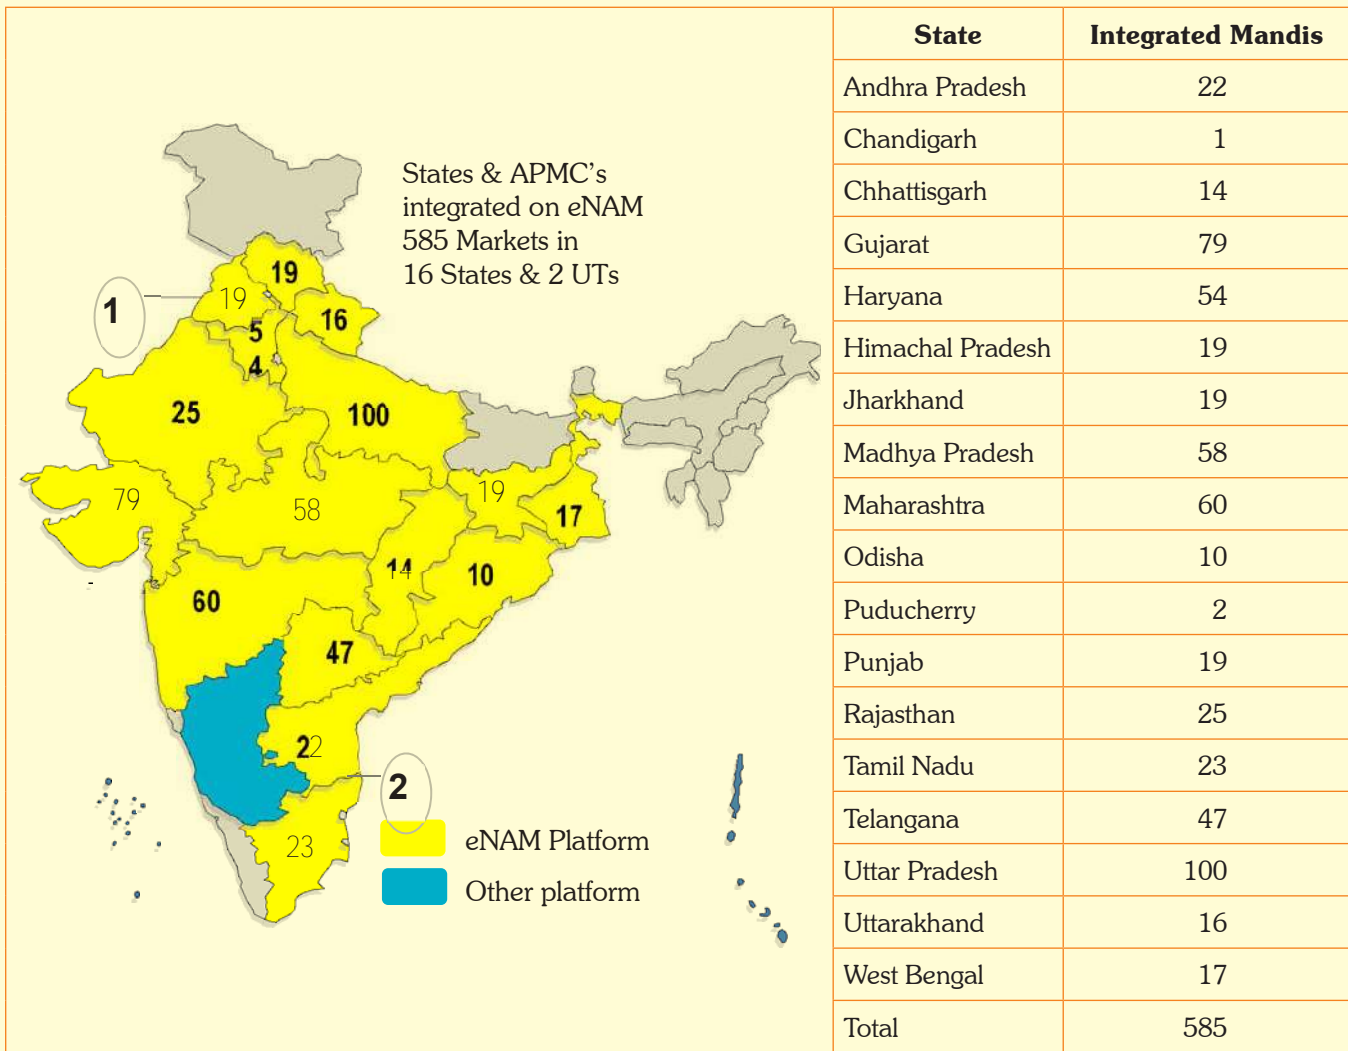 States & APMC's
integrated on eNAM
585 Markets in
16 States & 2 UTs
19
19
1
16
5
4
25
100
79
58
19
17
14
14
10
60
47
22
2
23
eNAM Platform
Other platform
State Integrated Mandis
Andhra Pradesh 22
Chandigarh 1
Chhattisgarh 14
Gujarat 79
Haryana 54
Himachal Pradesh 19
Jharkhand 19
Madhya Pradesh 58
Maharashtra 60
Odisha 10
Puducherry 2
Punjab 19
Rajasthan 25
Tamil Nadu 23
Telangana 47
Uttar Pradesh 100
Uttarakhand 16
West Bengal 17
Total 585